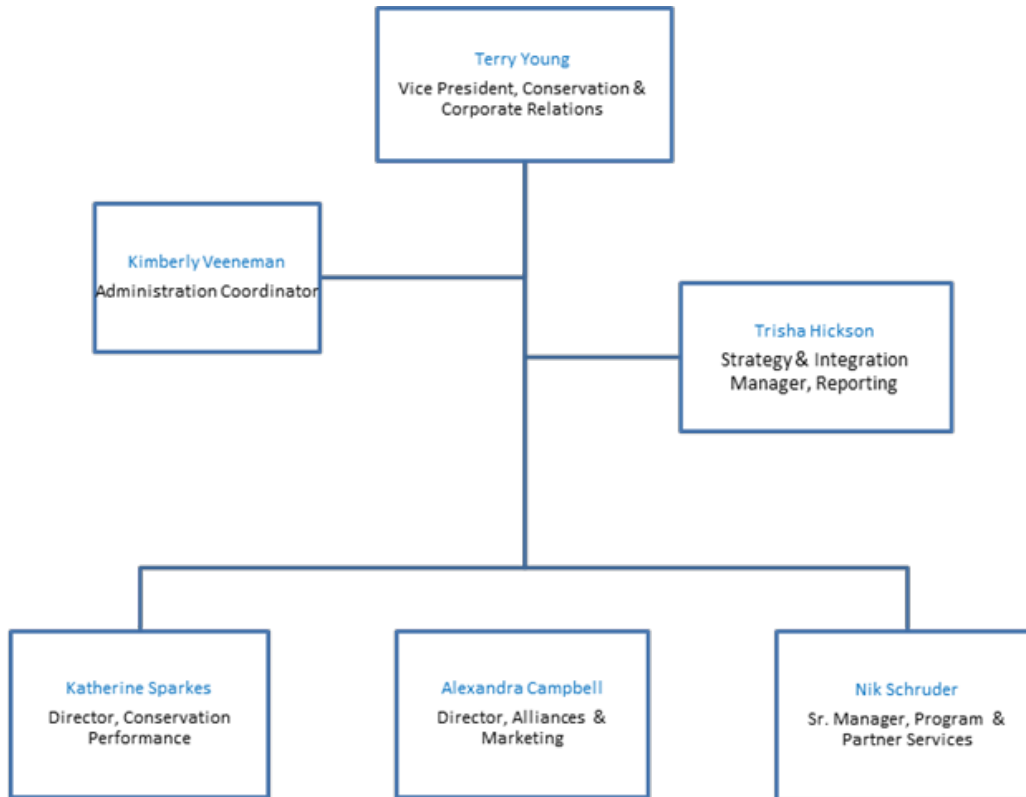 Terry Young
Vice President, Conservation &
Corporate Relations
Kimberly Veeneman
Administration Coordinator
Trisha Hickson
Strategy & Integration
Manager, Reporting
Katherine Sparkes
Director, Conservation
Performance
Alexandra Campbell
Director, Alliances &
Marketing
Nik Schruder
Sr. Manager, Program &
Partner Services